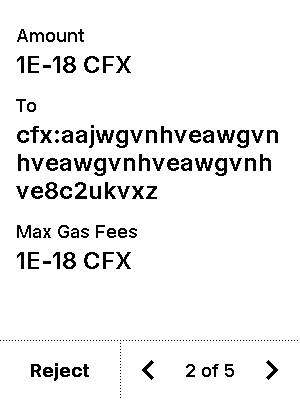 Amount
1E-18 CFX
To
cfx:aajwgvnhveawgvn
hveawgvnhveawgvnh
ve8c2ukvxz
Max Gas Fees
1E-18 CFX
Reject
2 of 5